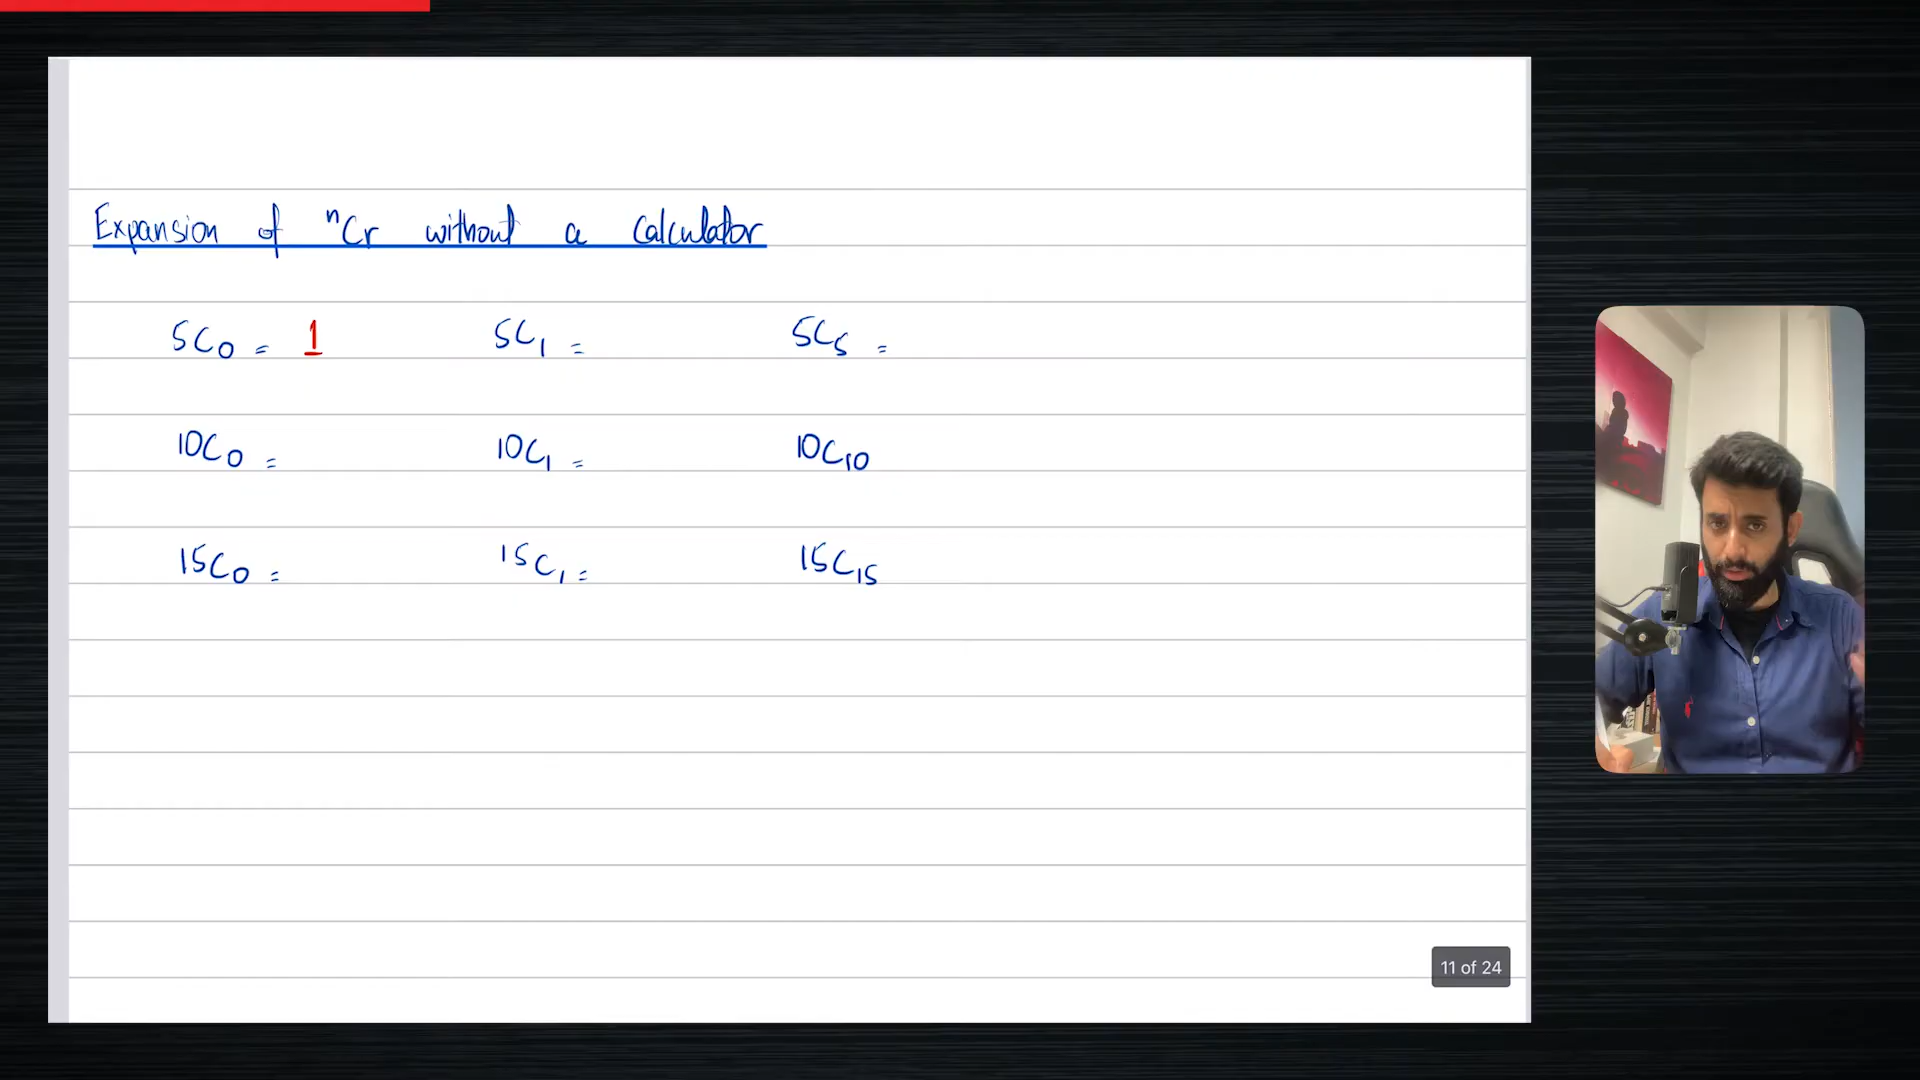 Expansion of ⁿCr without a calculator
5C₀ = 1 5C₁ = 5C₅ =
10C₀ = 10C₁ = 10C₁₀
15C₀ = 15C₁ = 15C₁₅
11 of 24